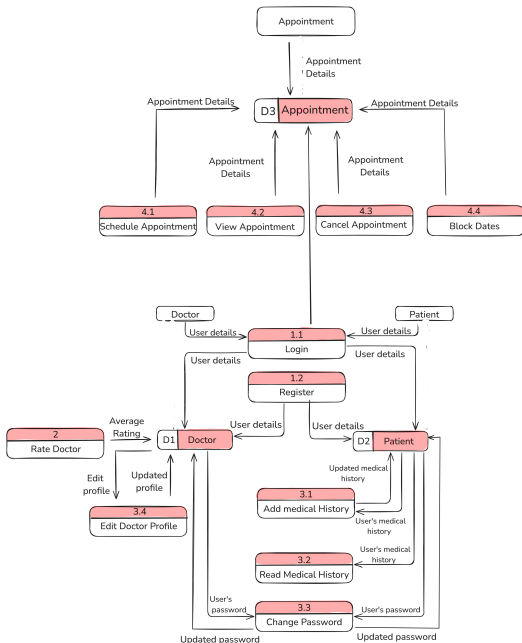 Appointment
Appointment
Details
D3 Appointment
Appointment Details
Appointment Details
Appointment
Details
Appointment
Details
4.1
Schedule Appointment
4.2
View Appointment
4.3
Cancel Appointment
4.4
Block Dates
Doctor
Patient
User details
User details
1.1
Login
User details
User details
1.2
Register
User details
User details
Average
Rating
2
Rate Doctor
D1 Doctor
D2 Patient
Edit
profile
Updated
profile
Updated medical
history
3.4
Edit Doctor Profile
3.1
Add medical History
User's medical
history
User's medical
history
3.2
Read Medical History
User's
password
3.3
Change Password
User's password
Updated password
Updated password